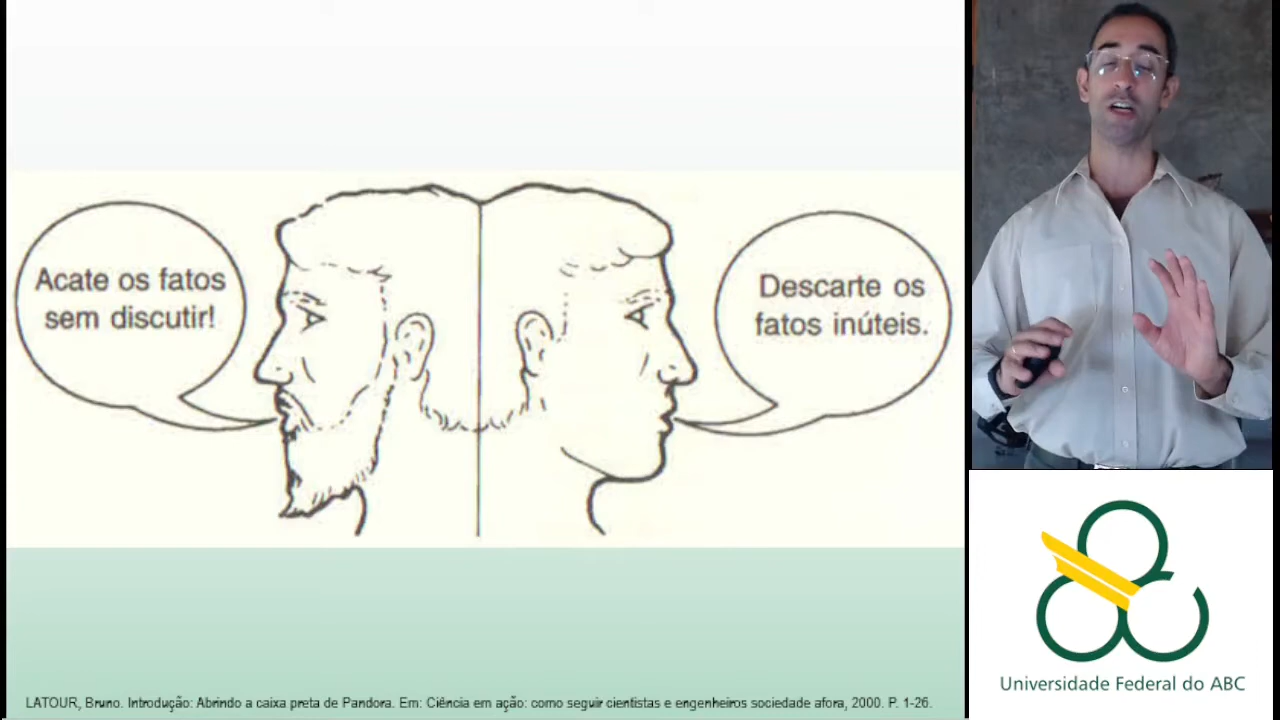 Acate os fatos
sem discutir!
Descarte os
fatos inúteis.
LATOUR, Bruno. Introdução: Abrindo a caixa preta de Pandora. Em: Ciência em ação: como seguir cientistas e engenheiros sociedade afora, 2000. P. 1-26.
Universidade Federal do ABC